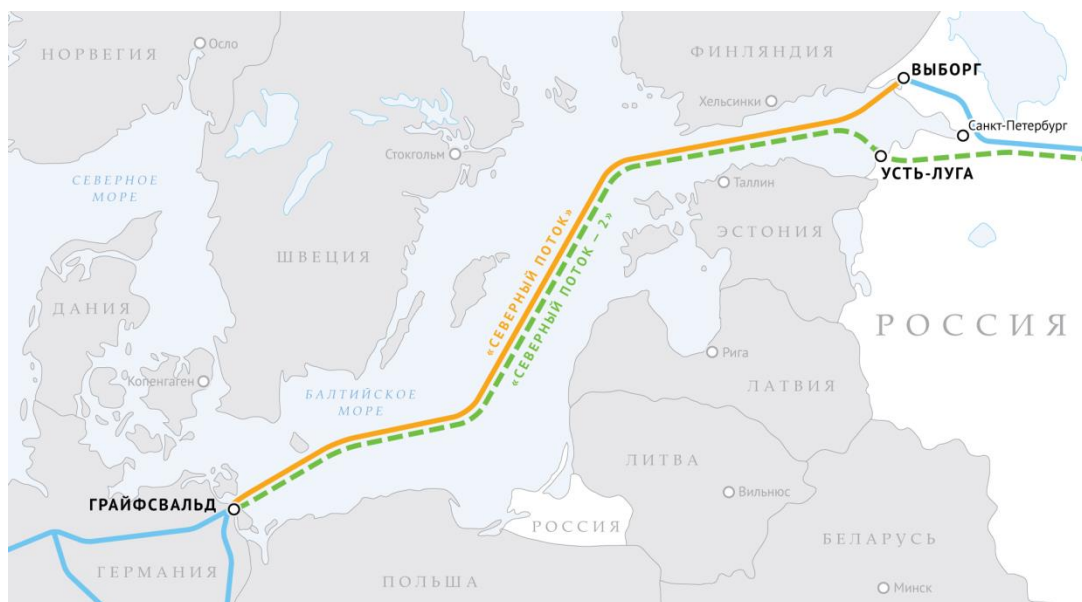 НОРВЕГИЯ
Осло
ФИНЛЯНДИЯ
ВЫБОРГ
Хельсинки
Санкт-Петербург
Стокгольм
УСТЬ-ЛУГА
СЕВЕРНОЕ
МОРЕ
Таллин
ЭСТОНИЯ
ШВЕЦИЯ
«СЕВЕРНЫЙ ПОТОК»
«СЕВЕРНЫЙ ПОТОК – 2»
ДАНИЯ
РОССИЯ
Рига
Копенгаген
БАЛТИЙСКОЕ
МОРЕ
ЛАТВИЯ
ЛИТВА
Вильнюс
ГРАЙФСВАЛЬД
РОССИЯ
БЕЛАРУСЬ
ГЕРМАНИЯ
ПОЛЬША
Минск